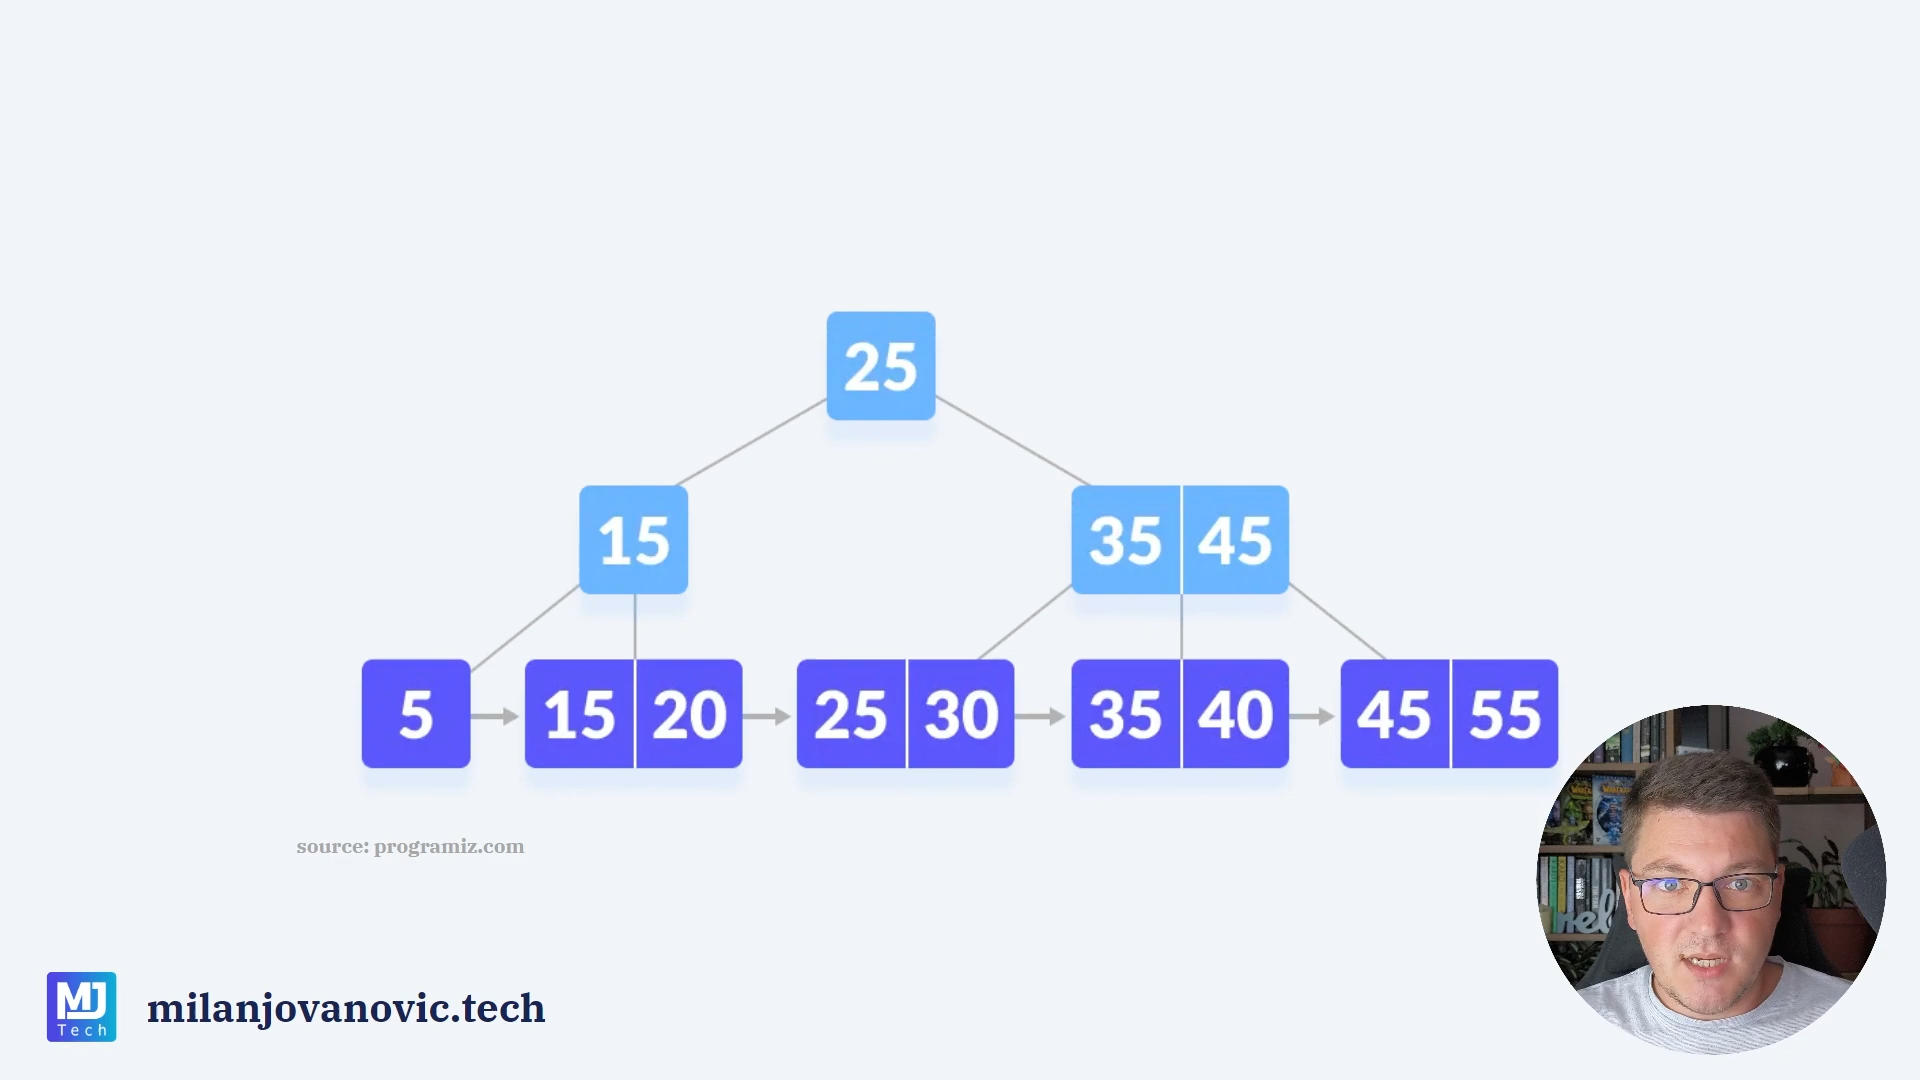 25
15 35 45
5 15 20 25 30 35 40 45 55
source: programiz.com
MJ
Tech
milanjovanovic.tech